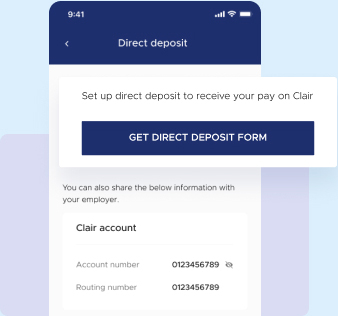 9:41
Direct deposit
Set up direct deposit to receive your pay on Clair
GET DIRECT DEPOSIT FORM
You can also share the below information with
your employer.
Clair account
Account number 0123456789
Routing number 0123456789